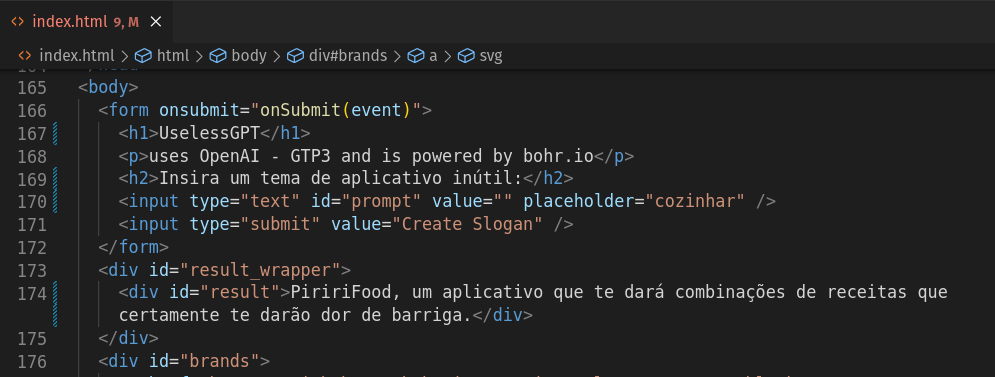 index.html 9, M ×
index.html > html > body > div#brands > a > svg
165 <body>
166 <form onsubmit="onSubmit(event)">
167 <h1>UselessGPT</h1>
168 <p>uses OpenAI - GTP3 and is powered by bohr.io</p>
169 <h2>Insira um tema de aplicativo inútil:</h2>
170 <input type="text" id="prompt" value="" placeholder="cozinhar" />
171 <input type="submit" value="Create Slogan" />
172 </form>
173 <div id="result_wrapper">
174 <div id="result">PiririFood, um aplicativo que te dará combinações de receitas que
certamente te darão dor de barriga.</div>
175 </div>
176 <div id="brands">